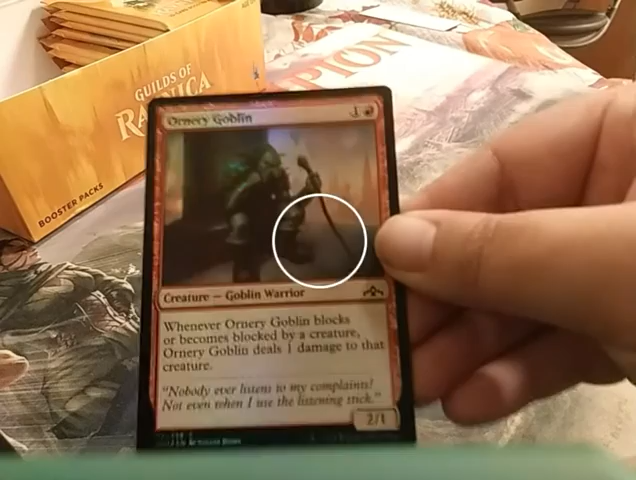 GUILDS OF
RAVNICA
BOOSTER PACKS
PION
Ornery Goblin
1
Creature — Goblin Warrior
Whenever Ornery Goblin blocks
or becomes blocked by a creature,
Ornery Goblin deals 1 damage to that
creature.
"Nobody ever listens to my complaints!
Not even when I use the listening stick."
2/1